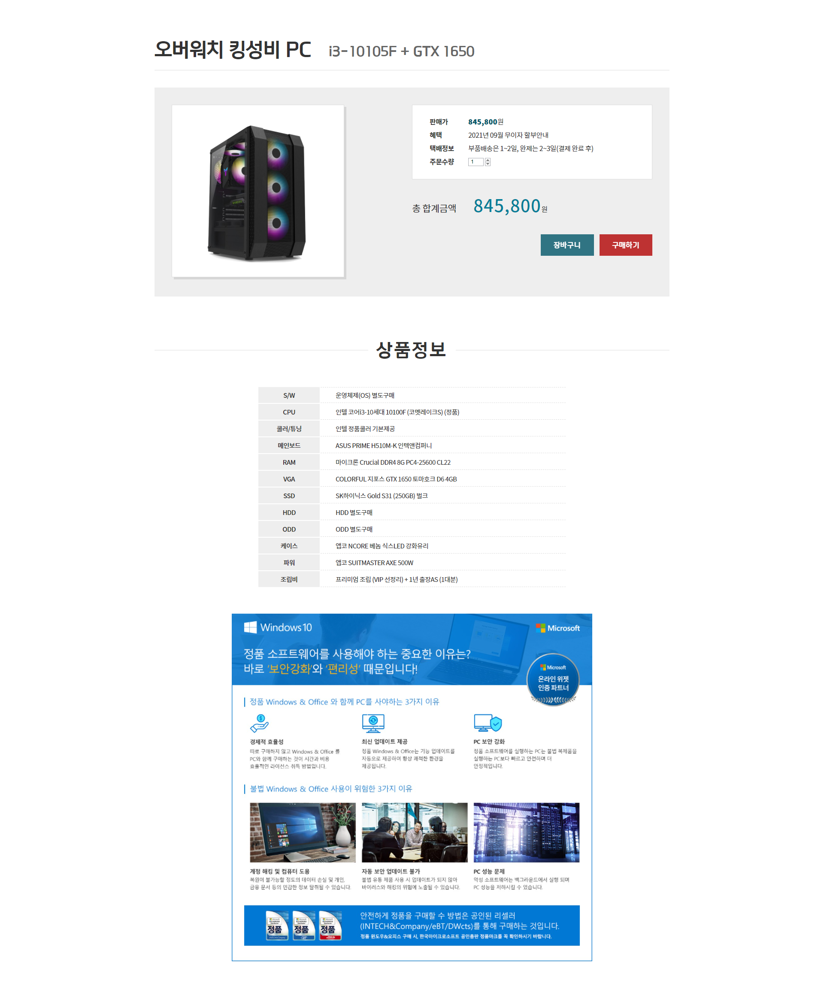 오버워치 킹성비 PC i3-10105F + GTX 1650
판매가 845,800원
혜택 2021년 09월 무이자 할부안내
택배정보 부품배송은 1~2일, 완제는 2~3일(결제 완료 후)
주문수량 1
총 합계금액 845,800원
장바구니 구매하기
상품정보
S/W 운영체제(OS) 별도구매
CPU 인텔 코어i3-10세대 10100F (코멧레이크S) (정품)
쿨러/튜닝 인텔 정품쿨러 기본제공
메인보드 ASUS PRIME H510M-K 인텍앤컴퍼니
RAM 마이크론 Crucial DDR4 8G PC4-25600 CL22
VGA COLORFUL 지포스 GTX 1650 토마호크 D6 4GB
SSD SK하이닉스 Gold S31 (250GB) 벌크
HDD HDD 별도구매
ODD ODD 별도구매
케이스 앱코 NCORE 베놈 식스LED 강화유리
파워 앱코 SUITMASTER AXE 500W
조립비 프리미엄 조립 (VIP 선정리) + 1년 출장AS (1대분)
Windows 10
Microsoft
정품 소프트웨어를 사용해야 하는 중요한 이유는?
바로 '보안강화'와 '편리성' 때문입니다!
Microsoft
온라인 위젯
인증 파트너
정품 Windows & Office 와 함께 PC를 사야하는 3가지 이유
경제적 효율성
따로 구매하지 않고 Windows & Office 를
PC와 함께 구매하는 것이 시간과 비용
효율적인 라이선스 취득 방법입니다.
최신 업데이트 제공
정품 Windows & Office는 기능 업데이트를
자동으로 제공하여 항상 쾌적한 환경을
제공됩니다.
PC 보안 강화
정품 소프트웨어를 실행하는 PC는 불법 복제품을
실행하는 PC보다 빠르고 안전하며 더
안정적입니다.
불법 Windows & Office 사용이 위험한 3가지 이유
계정 해킹 및 컴퓨터 도용
복원이 불가능할 정도의 데이터 손실 및 개인,
금융 문서 등의 민감한 정보 탈취될 수 있습니다.
자동 보안 업데이트 불가
불법 유통 제품 사용 시 업데이트가 되지 않아
바이러스와 해킹의 위험에 노출될 수 있습니다.
PC 성능 문제
악성 소프트웨어는 백그라운드에서 실행 되며
PC 성능을 저하시킬 수 있습니다.
정품 정품 정품
안전하게 정품을 구매할 수 방법은 공인된 리셀러
(INTECH&Company/eBT/DWcts)를 통해 구매하는 것입니다.
정품 윈도우&오피스 구매 시, 한국마이크로소프트 공인총판 정품마크를 꼭 확인하시기 바랍니다.